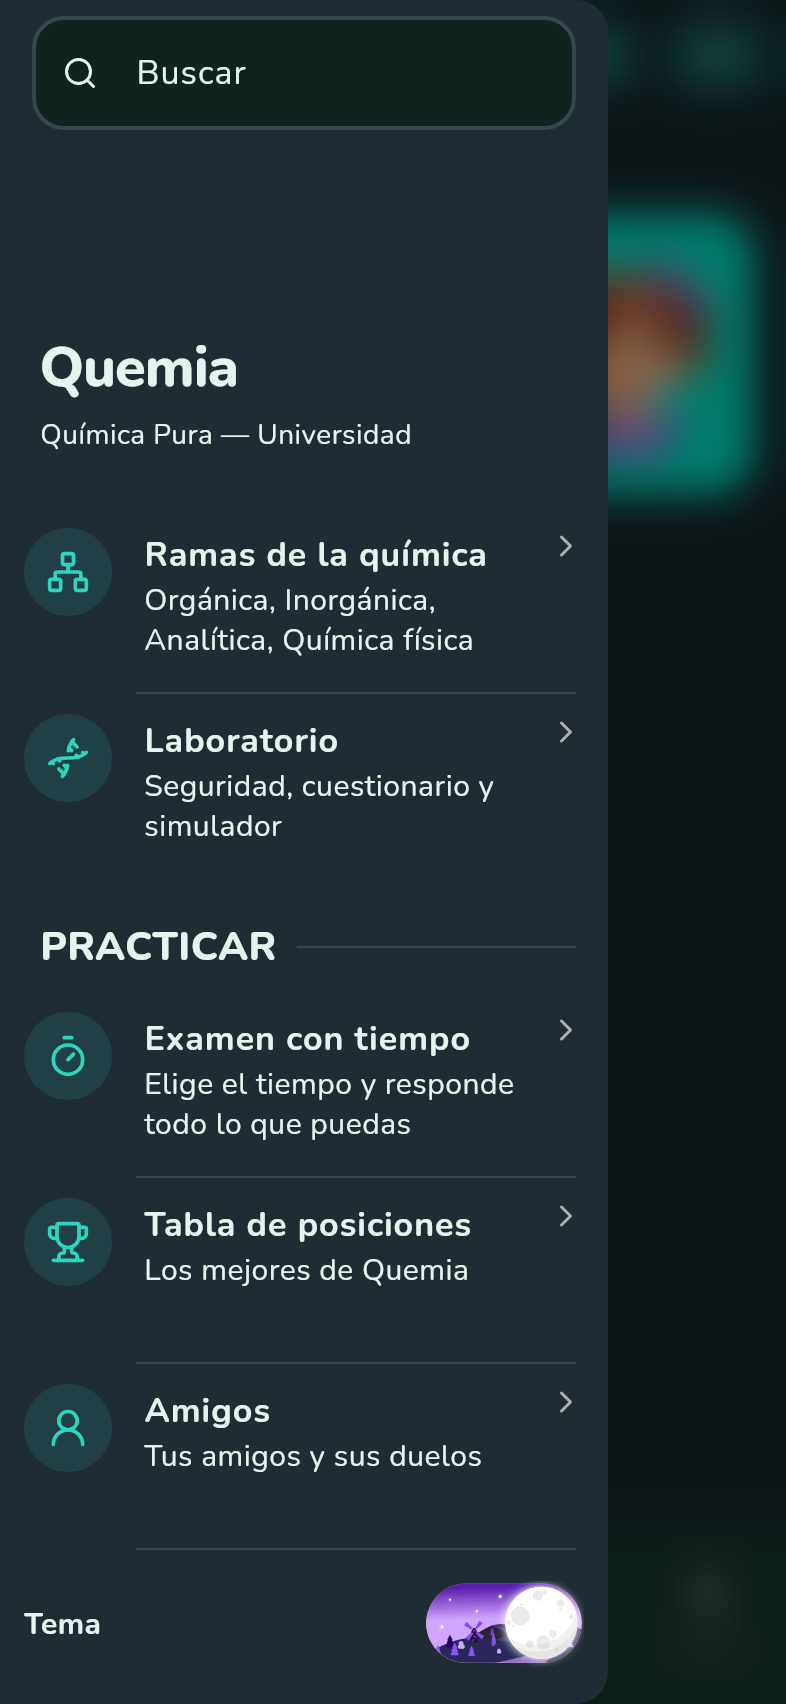 Buscar
Quemia
Química Pura — Universidad
Ramas de la química
Orgánica, Inorgánica,
Analítica, Química física
Laboratorio
Seguridad, cuestionario y
simulador
PRACTICAR
Examen con tiempo
Elige el tiempo y responde
todo lo que puedas
Tabla de posiciones
Los mejores de Quemia
Amigos
Tus amigos y sus duelos
Tema